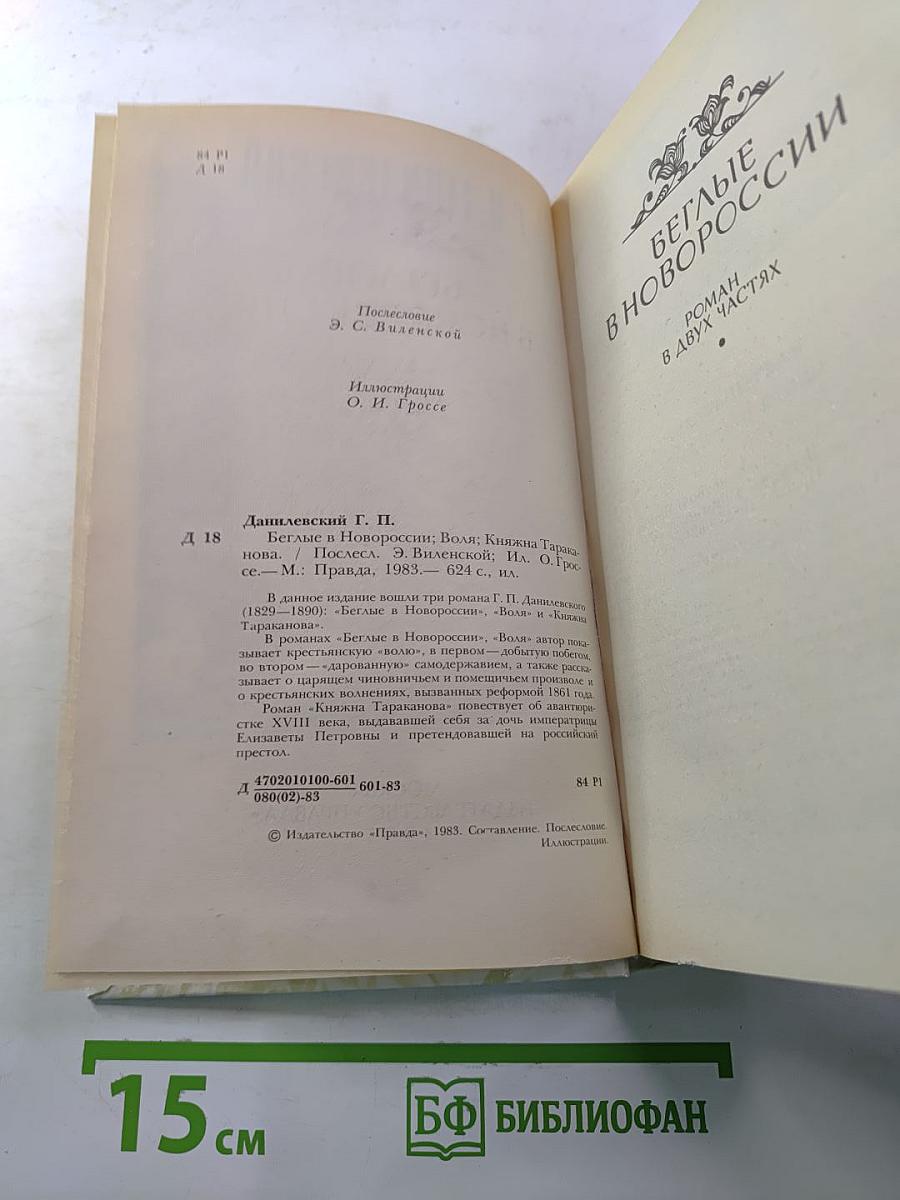 84 Р1
Д 18
Послесловие
Э. С. Виленской
Иллюстрации
О. И. Гроссе
Данилевский Г. П.
Д 18 Беглые в Новороссии; Воля; Княжна Тарака-
нова. / Послесл. Э. Виленской; Ил. О. Грос-
се.— М.: Правда, 1983.— 624 с., ил.
В данное издание вошли три романа Г. П. Данилевского
(1829—1890): «Беглые в Новороссии», «Воля» и «Княжна
Тараканова».
В романах «Беглые в Новороссии», «Воля» автор пока-
зывает крестьянскую «волю», в первом — добытую побегом,
во втором — «дарованную» самодержавием, а также расска-
зывает о царящем чиновничьем и помещичьем произволе и
о крестьянских волнениях, вызванных реформой 1861 года.
Роман «Княжна Тараканова» повествует об авантюри-
стке XVIII века, выдававшей себя за дочь императрицы
Елизаветы Петровны и претендовавшей на российский
престол.
Д 4702010100-601 601-83
080(02)-83
84 Р1
© Издательство «Правда», 1983. Составление. Послесловие.
Иллюстрации.
БЕГЛЫЕ
В НОВОРОССИИ
РОМАН
В ДВУХ ЧАСТЯХ
15 см
БФ БИБЛИОФАН